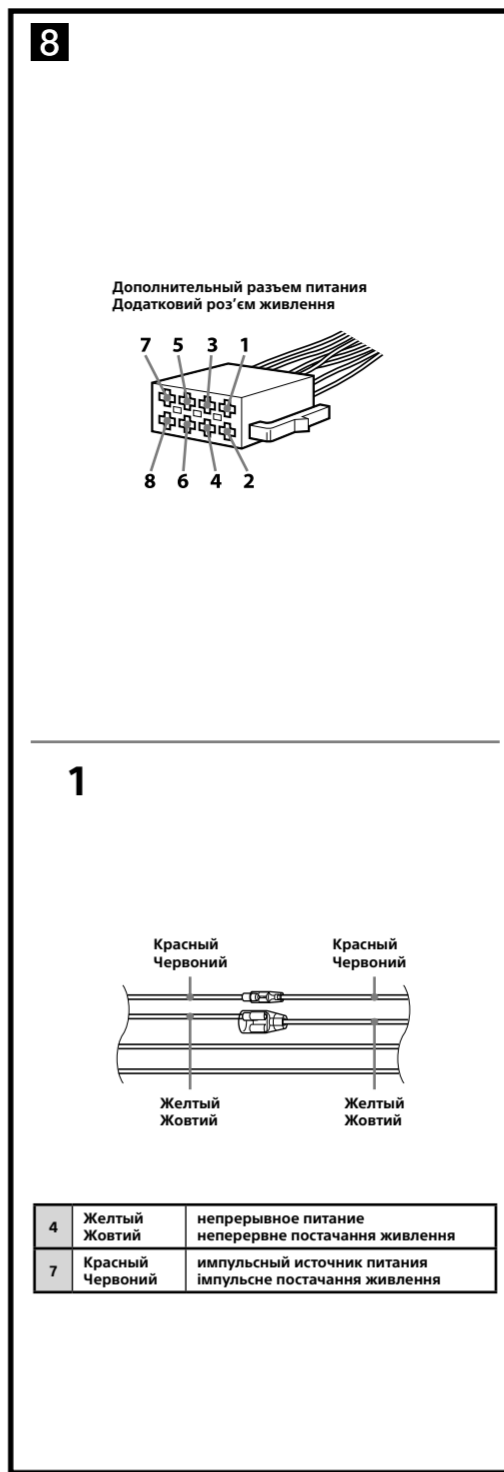 8
Дополнительный разъем питания
Додатковий роз’єм живлення
7 5 3 1
8 6 4 2
1
Красный Красный
Червоний Червоний
Желтый Желтый
Жовтий Жовтий
4 Желтый непрерывное питание
Жовтий неперервне постачання живлення
7 Красный импульсный источник питания
Червоний імпульсне постачання живлення